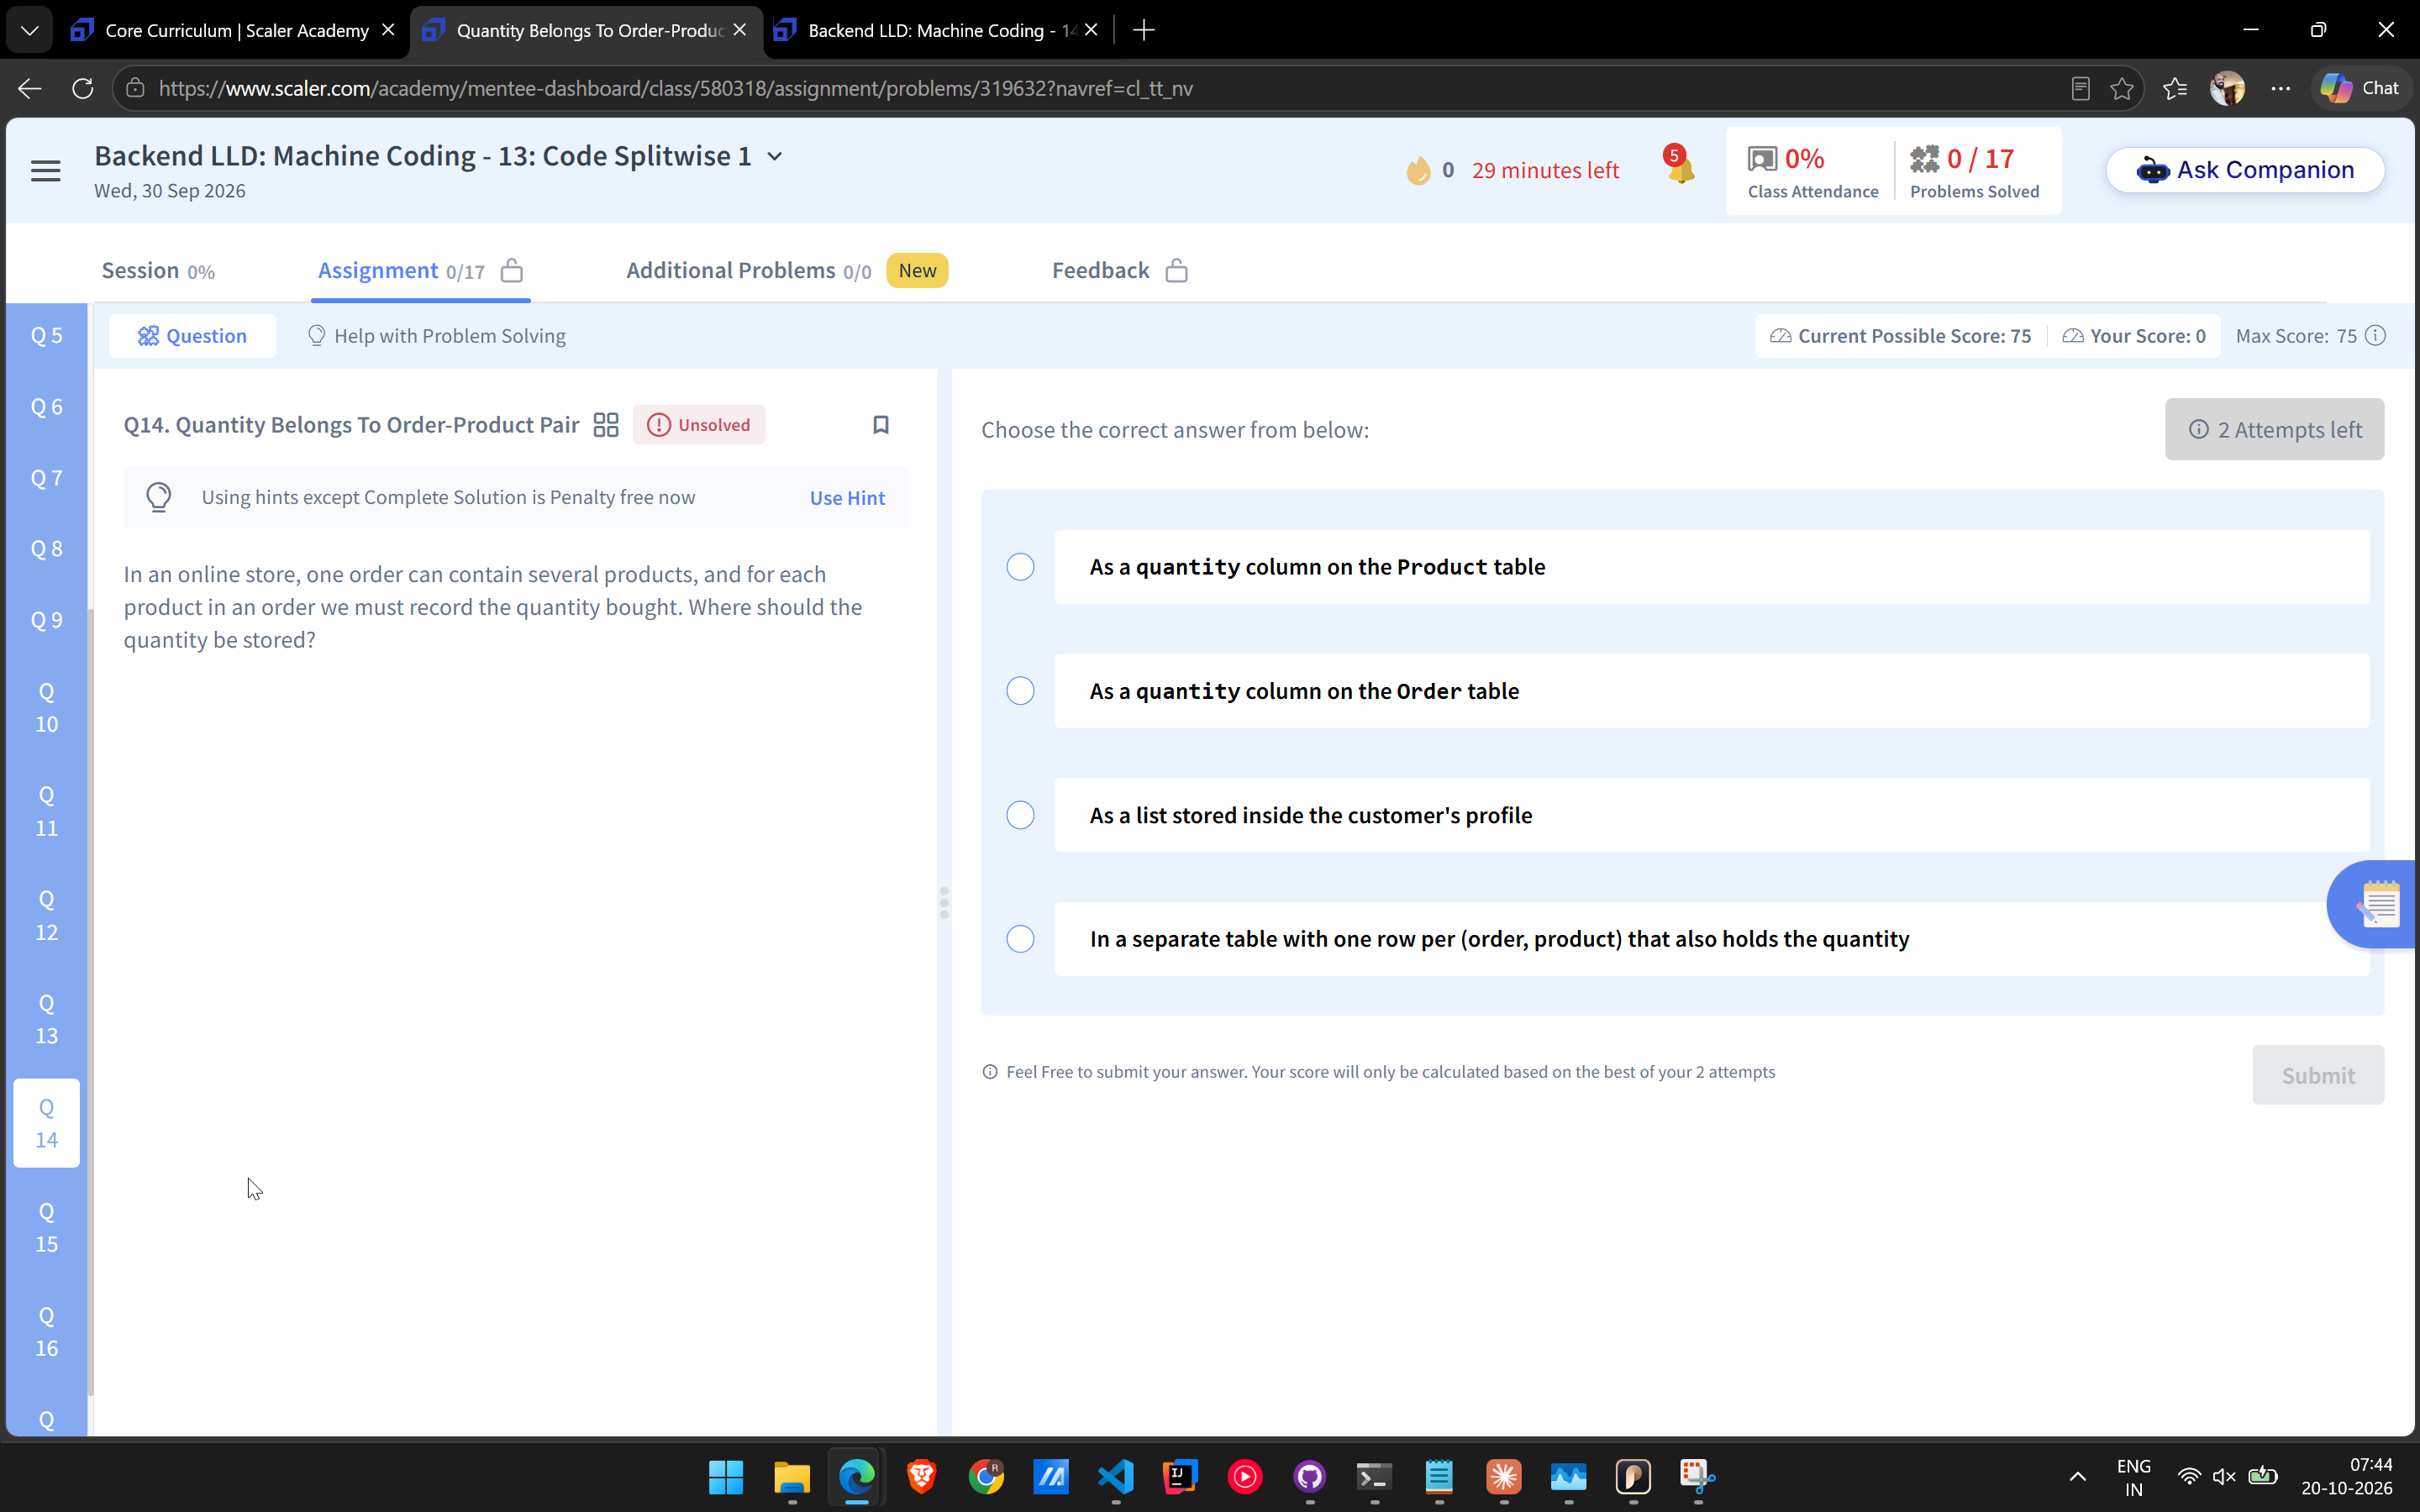 Core Curriculum | Scaler Academy
Quantity Belongs To Order-Produc
Backend LLD: Machine Coding - 14
https://www.scaler.com/academy/mentee-dashboard/class/580318/assignment/problems/319632?navref=cl_tt_nv
Chat
Backend LLD: Machine Coding - 13: Code Splitwise 1
Wed, 30 Sep 2026
0 29 minutes left
5
0%
Class Attendance
0 / 17
Problems Solved
Ask Companion
Session 0%
Assignment 0/17
Additional Problems 0/0 New
Feedback
Question
Help with Problem Solving
Current Possible Score: 75
Your Score: 0
Max Score: 75
Q 5
Q 6
Q 7
Q 8
Q 9
Q
10
Q
11
Q
12
Q
13
Q
14
Q
15
Q
16
Q
Q14. Quantity Belongs To Order-Product Pair
Unsolved
Using hints except Complete Solution is Penalty free now
Use Hint
In an online store, one order can contain several products, and for each
product in an order we must record the quantity bought. Where should the
quantity be stored?
Choose the correct answer from below:
2 Attempts left
As a quantity column on the Product table
As a quantity column on the Order table
As a list stored inside the customer's profile
In a separate table with one row per (order, product) that also holds the quantity
Feel Free to submit your answer. Your score will only be calculated based on the best of your 2 attempts
Submit
R
IJ
ENG
IN
07:44
20-10-2026